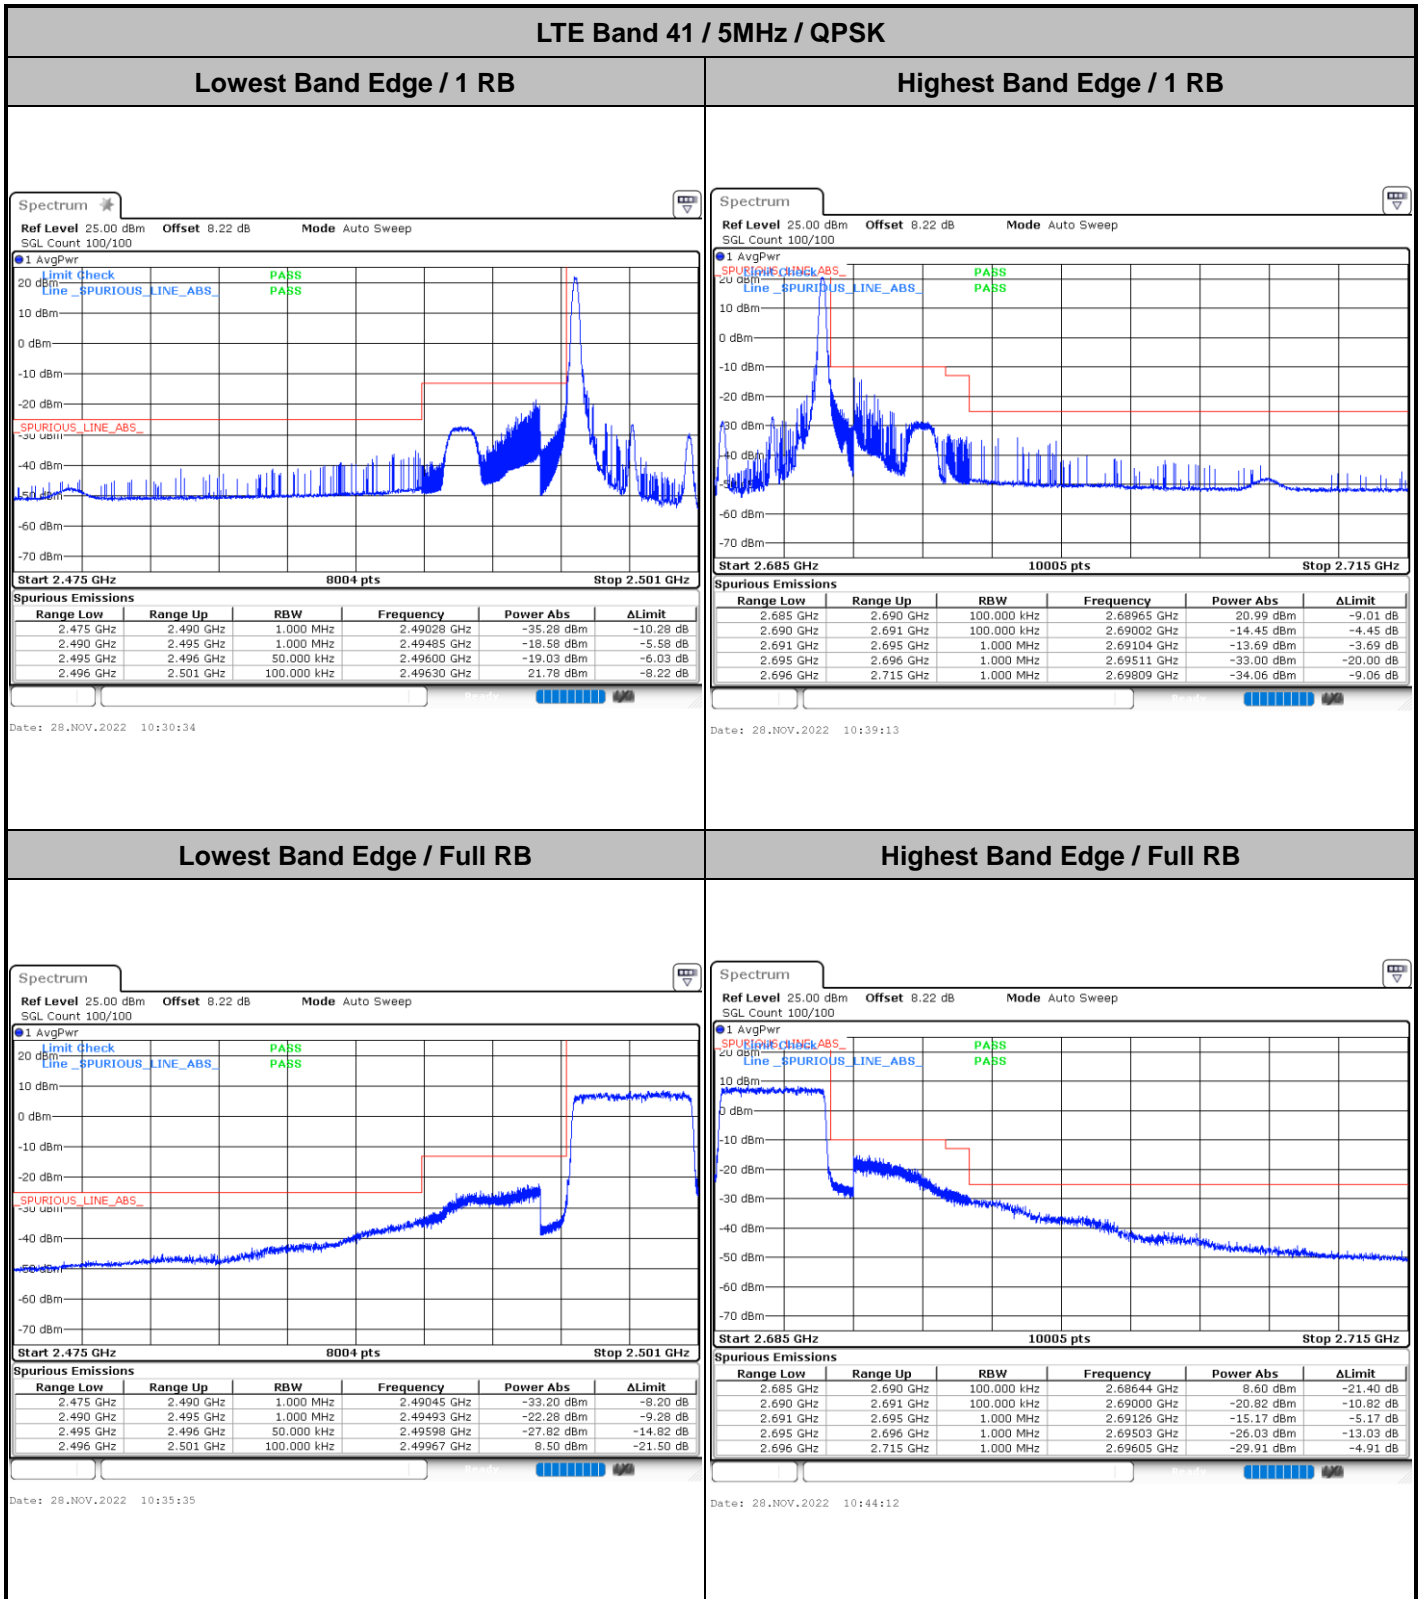 LTE Band 41 / 5MHz / QPSK
Lowest Band Edge / 1 RB
Highest Band Edge / 1 RB
Spectrum
Ref Level 25.00 dBm Offset 8.22 dB Mode Auto Sweep
SGL Count 100/100
1 AvgPwr
Limit Check PASS
Line _SPURIOUS_LINE_ABS_ PASS
20 dBm
10 dBm
0 dBm
-10 dBm
-20 dBm
_SPURIOUS_LINE_ABS_
-30 dBm
-40 dBm
-50 dBm
-60 dBm
-70 dBm
Start 2.475 GHz 8004 pts Stop 2.501 GHz
Spurious Emissions
Range Low Range Up RBW Frequency Power Abs ΔLimit
2.475 GHz 2.490 GHz 1.000 MHz 2.49028 GHz -35.28 dBm -10.28 dB
2.490 GHz 2.495 GHz 1.000 MHz 2.49485 GHz -18.58 dBm -5.58 dB
2.495 GHz 2.496 GHz 50.000 kHz 2.49600 GHz -19.03 dBm -6.03 dB
2.496 GHz 2.501 GHz 100.000 kHz 2.49630 GHz 21.78 dBm -8.22 dB
Ready
Date: 28.NOV.2022 10:30:34
Spectrum
Ref Level 25.00 dBm Offset 8.22 dB Mode Auto Sweep
SGL Count 100/100
1 AvgPwr
_SPURIOUS_LINE_ABS_
Limit Check PASS
Line _SPURIOUS_LINE_ABS_ PASS
20 dBm
10 dBm
0 dBm
-10 dBm
-20 dBm
-30 dBm
-40 dBm
-50 dBm
-60 dBm
-70 dBm
Start 2.685 GHz 10005 pts Stop 2.715 GHz
Spurious Emissions
Range Low Range Up RBW Frequency Power Abs ΔLimit
2.685 GHz 2.690 GHz 100.000 kHz 2.68965 GHz 20.99 dBm -9.01 dB
2.690 GHz 2.691 GHz 100.000 kHz 2.69002 GHz -14.45 dBm -4.45 dB
2.691 GHz 2.695 GHz 1.000 MHz 2.69104 GHz -13.69 dBm -3.69 dB
2.695 GHz 2.696 GHz 1.000 MHz 2.69511 GHz -33.00 dBm -20.00 dB
2.696 GHz 2.715 GHz 1.000 MHz 2.69809 GHz -34.06 dBm -9.06 dB
Ready
Date: 28.NOV.2022 10:39:13
Lowest Band Edge / Full RB
Highest Band Edge / Full RB
Spectrum
Ref Level 25.00 dBm Offset 8.22 dB Mode Auto Sweep
SGL Count 100/100
1 AvgPwr
Limit Check PASS
Line _SPURIOUS_LINE_ABS_ PASS
20 dBm
10 dBm
0 dBm
-10 dBm
-20 dBm
_SPURIOUS_LINE_ABS_
-30 dBm
-40 dBm
-50 dBm
-60 dBm
-70 dBm
Start 2.475 GHz 8004 pts Stop 2.501 GHz
Spurious Emissions
Range Low Range Up RBW Frequency Power Abs ΔLimit
2.475 GHz 2.490 GHz 1.000 MHz 2.49045 GHz -33.20 dBm -8.20 dB
2.490 GHz 2.495 GHz 1.000 MHz 2.49493 GHz -22.28 dBm -9.28 dB
2.495 GHz 2.496 GHz 50.000 kHz 2.49598 GHz -27.82 dBm -14.82 dB
2.496 GHz 2.501 GHz 100.000 kHz 2.49967 GHz 8.50 dBm -21.50 dB
Ready
Date: 28.NOV.2022 10:35:35
Spectrum
Ref Level 25.00 dBm Offset 8.22 dB Mode Auto Sweep
SGL Count 100/100
1 AvgPwr
_SPURIOUS_LINE_ABS_
Limit Check PASS
Line _SPURIOUS_LINE_ABS_ PASS
20 dBm
10 dBm
0 dBm
-10 dBm
-20 dBm
-30 dBm
-40 dBm
-50 dBm
-60 dBm
-70 dBm
Start 2.685 GHz 10005 pts Stop 2.715 GHz
Spurious Emissions
Range Low Range Up RBW Frequency Power Abs ΔLimit
2.685 GHz 2.690 GHz 100.000 kHz 2.68644 GHz 8.60 dBm -21.40 dB
2.690 GHz 2.691 GHz 100.000 kHz 2.69000 GHz -20.82 dBm -10.82 dB
2.691 GHz 2.695 GHz 1.000 MHz 2.69126 GHz -15.17 dBm -5.17 dB
2.695 GHz 2.696 GHz 1.000 MHz 2.69503 GHz -26.03 dBm -13.03 dB
2.696 GHz 2.715 GHz 1.000 MHz 2.69605 GHz -29.91 dBm -4.91 dB
Ready
Date: 28.NOV.2022 10:44:12